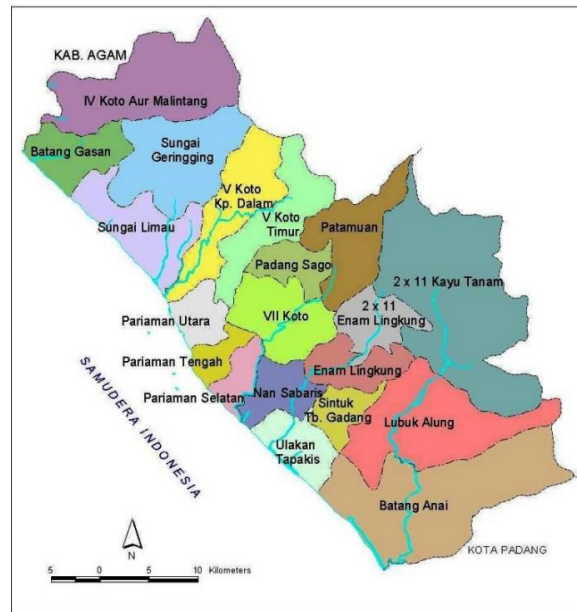 KAB. AGAM
IV Koto Aur Malintang
Batang Gasan
Sungai
Geringging
V Koto
Kp. Dalam
Sungai Limau
V Koto
Timur
Patamuan
Padang Sago
2 x 11 Kayu Tanam
2 x 11
Enam Lingkung
Pariaman Utara
VII Koto
Pariaman Tengah
Enam Lingkung
Pariaman Selatan
Nan Sabaris
Sintuk
Tb. Gadang
Lubuk Alung
SAMUDERA INDONESIA
Ulakan
Tapakis
Batang Anai
KOTA PADANG
N
5 0 5 10 Kilometers